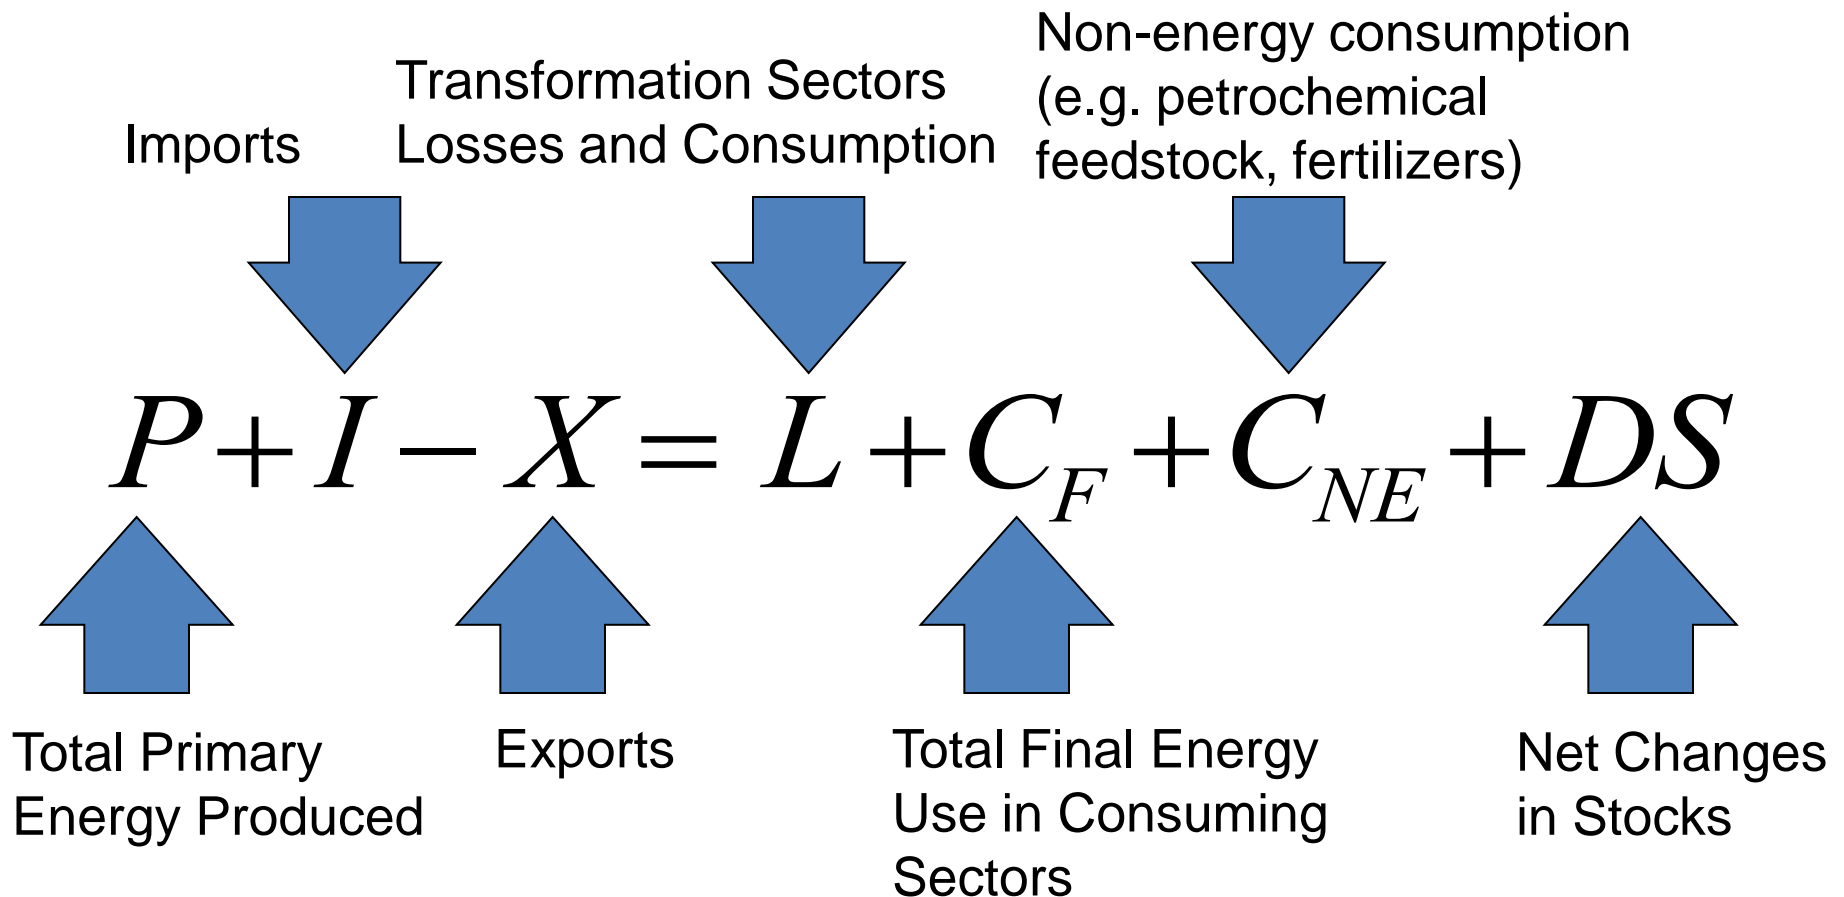 Imports
Transformation Sectors
Losses and Consumption
Non-energy consumption
(e.g. petrochemical
feedstock, fertilizers)
P + I − X = L + C_F + C_NE + DS
Total Primary
Energy Produced
Exports
Total Final Energy
Use in Consuming
Sectors
Net Changes
in Stocks